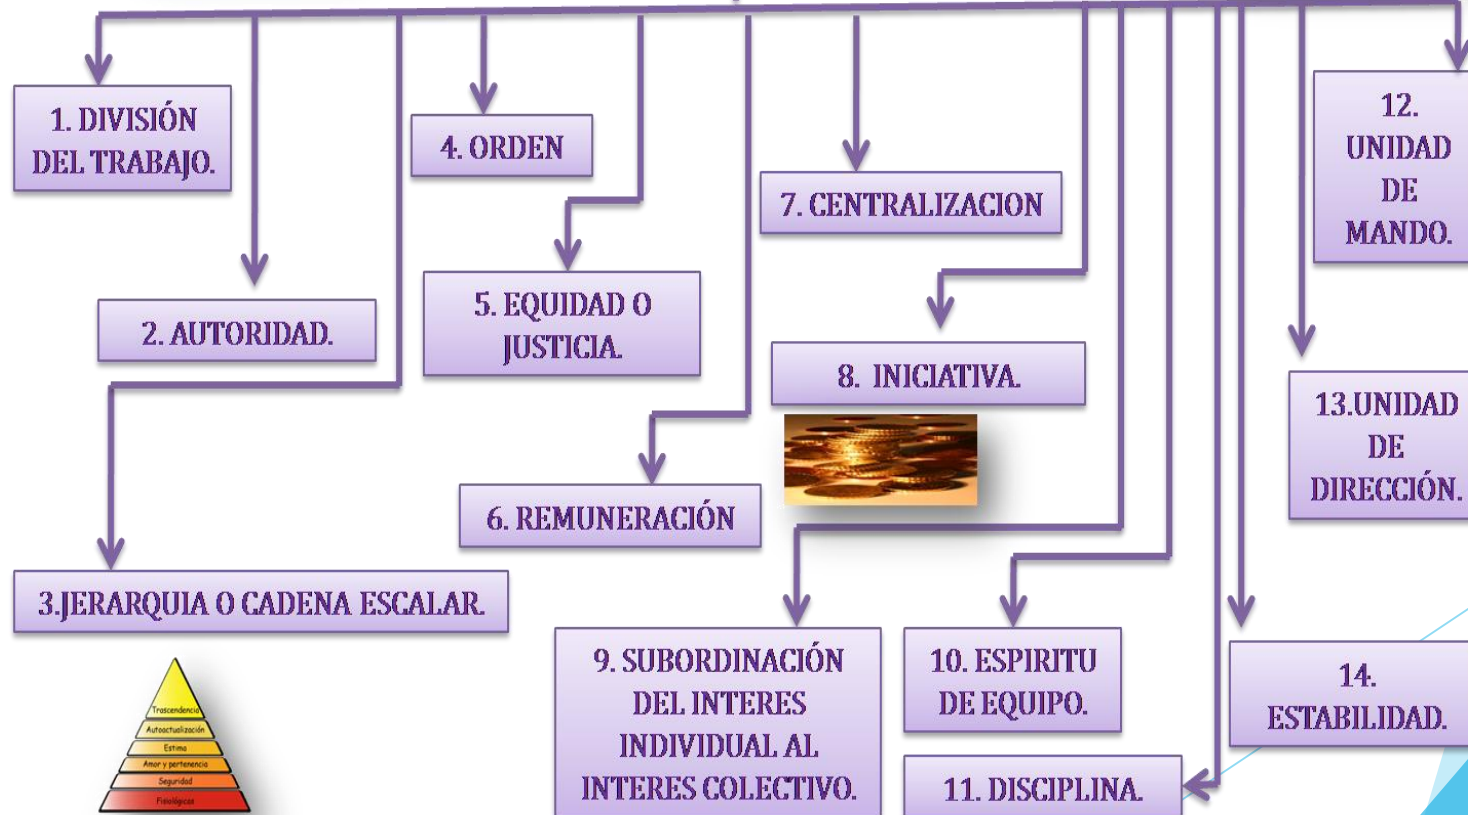 1. DIVISIÓN
DEL TRABAJO.
2. AUTORIDAD.
3.JERARQUIA O CADENA ESCALAR.
4. ORDEN
5. EQUIDAD O
JUSTICIA.
6. REMUNERACIÓN
7. CENTRALIZACION
8. INICIATIVA.
9. SUBORDINACIÓN
DEL INTERES
INDIVIDUAL AL
INTERES COLECTIVO.
10. ESPIRITU
DE EQUIPO.
11. DISCIPLINA.
12.
UNIDAD
DE
MANDO.
13.UNIDAD
DE
DIRECCIÓN.
14.
ESTABILIDAD.
Trascendencia
Autoactualización
Estima
Amor y pertenencia
Seguridad
Fisiológicos